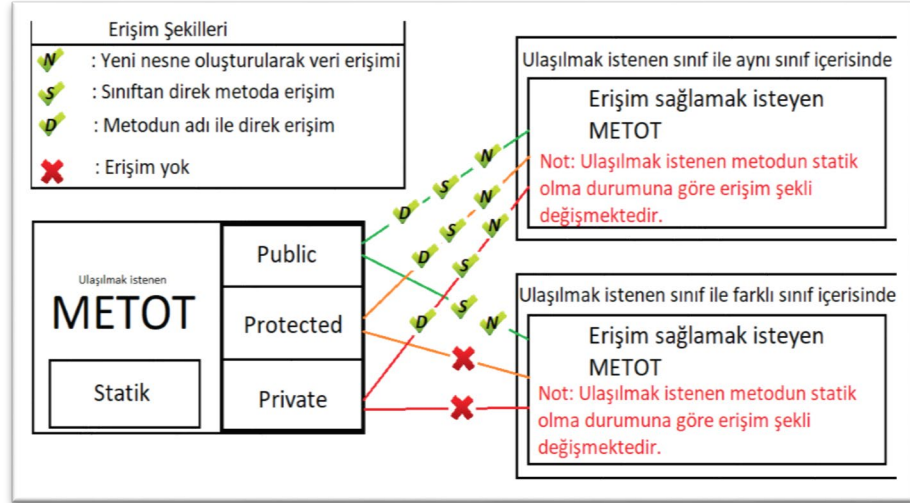 Erişim Şekilleri
N : Yeni nesne oluşturularak veri erişimi
S : Sınıftan direk metoda erişim
D : Metodun adı ile direk erişim
: Erişim yok
Ulaşılmak istenen
METOT
Statik
Public
Protected
Private
D S N
D S N
D S N
S N
Ulaşılmak istenen sınıf ile aynı sınıf içerisinde
Erişim sağlamak isteyen
METOT
Not: Ulaşılmak istenen metodun statik
olma durumuna göre erişim şekli
değişmektedir.
Ulaşılmak istenen sınıf ile farklı sınıf içerisinde
Erişim sağlamak isteyen
METOT
Not: Ulaşılmak istenen metodun statik
olma durumuna göre erişim şekli
değişmektedir.